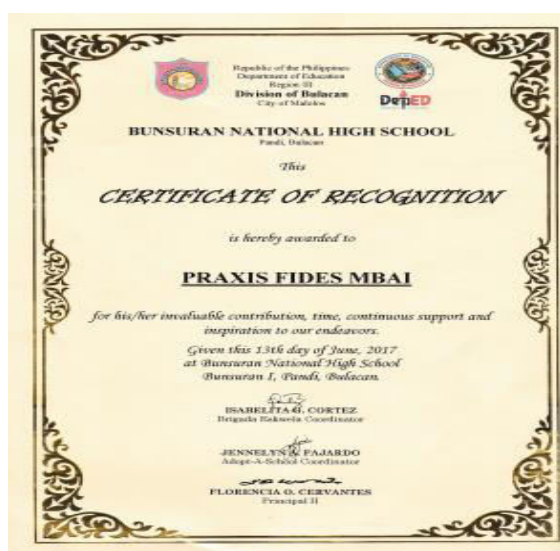 Republic of the Philippines
Department of Education
Region III
Division of Bulacan
City of Malolos
DepED
BUNSURAN NATIONAL HIGH SCHOOL
Pandi, Bulacan
This
CERTIFICATE OF RECOGNITION
is hereby awarded to
PRAXIS FIDES MBAI
for his/her invaluable contribution, time, continuous support and
inspiration to our endeavors.
Given this 13th day of June, 2017
at Bunsuran National High School
Bunsuran I, Pandi, Bulacan.
ISABELITA G. CORTEZ
Brigada Eskwela Coordinator
JENNELYN A. FAJARDO
Adopt-A-School Coordinator
FLORENCIA O. CERVANTES
Principal II